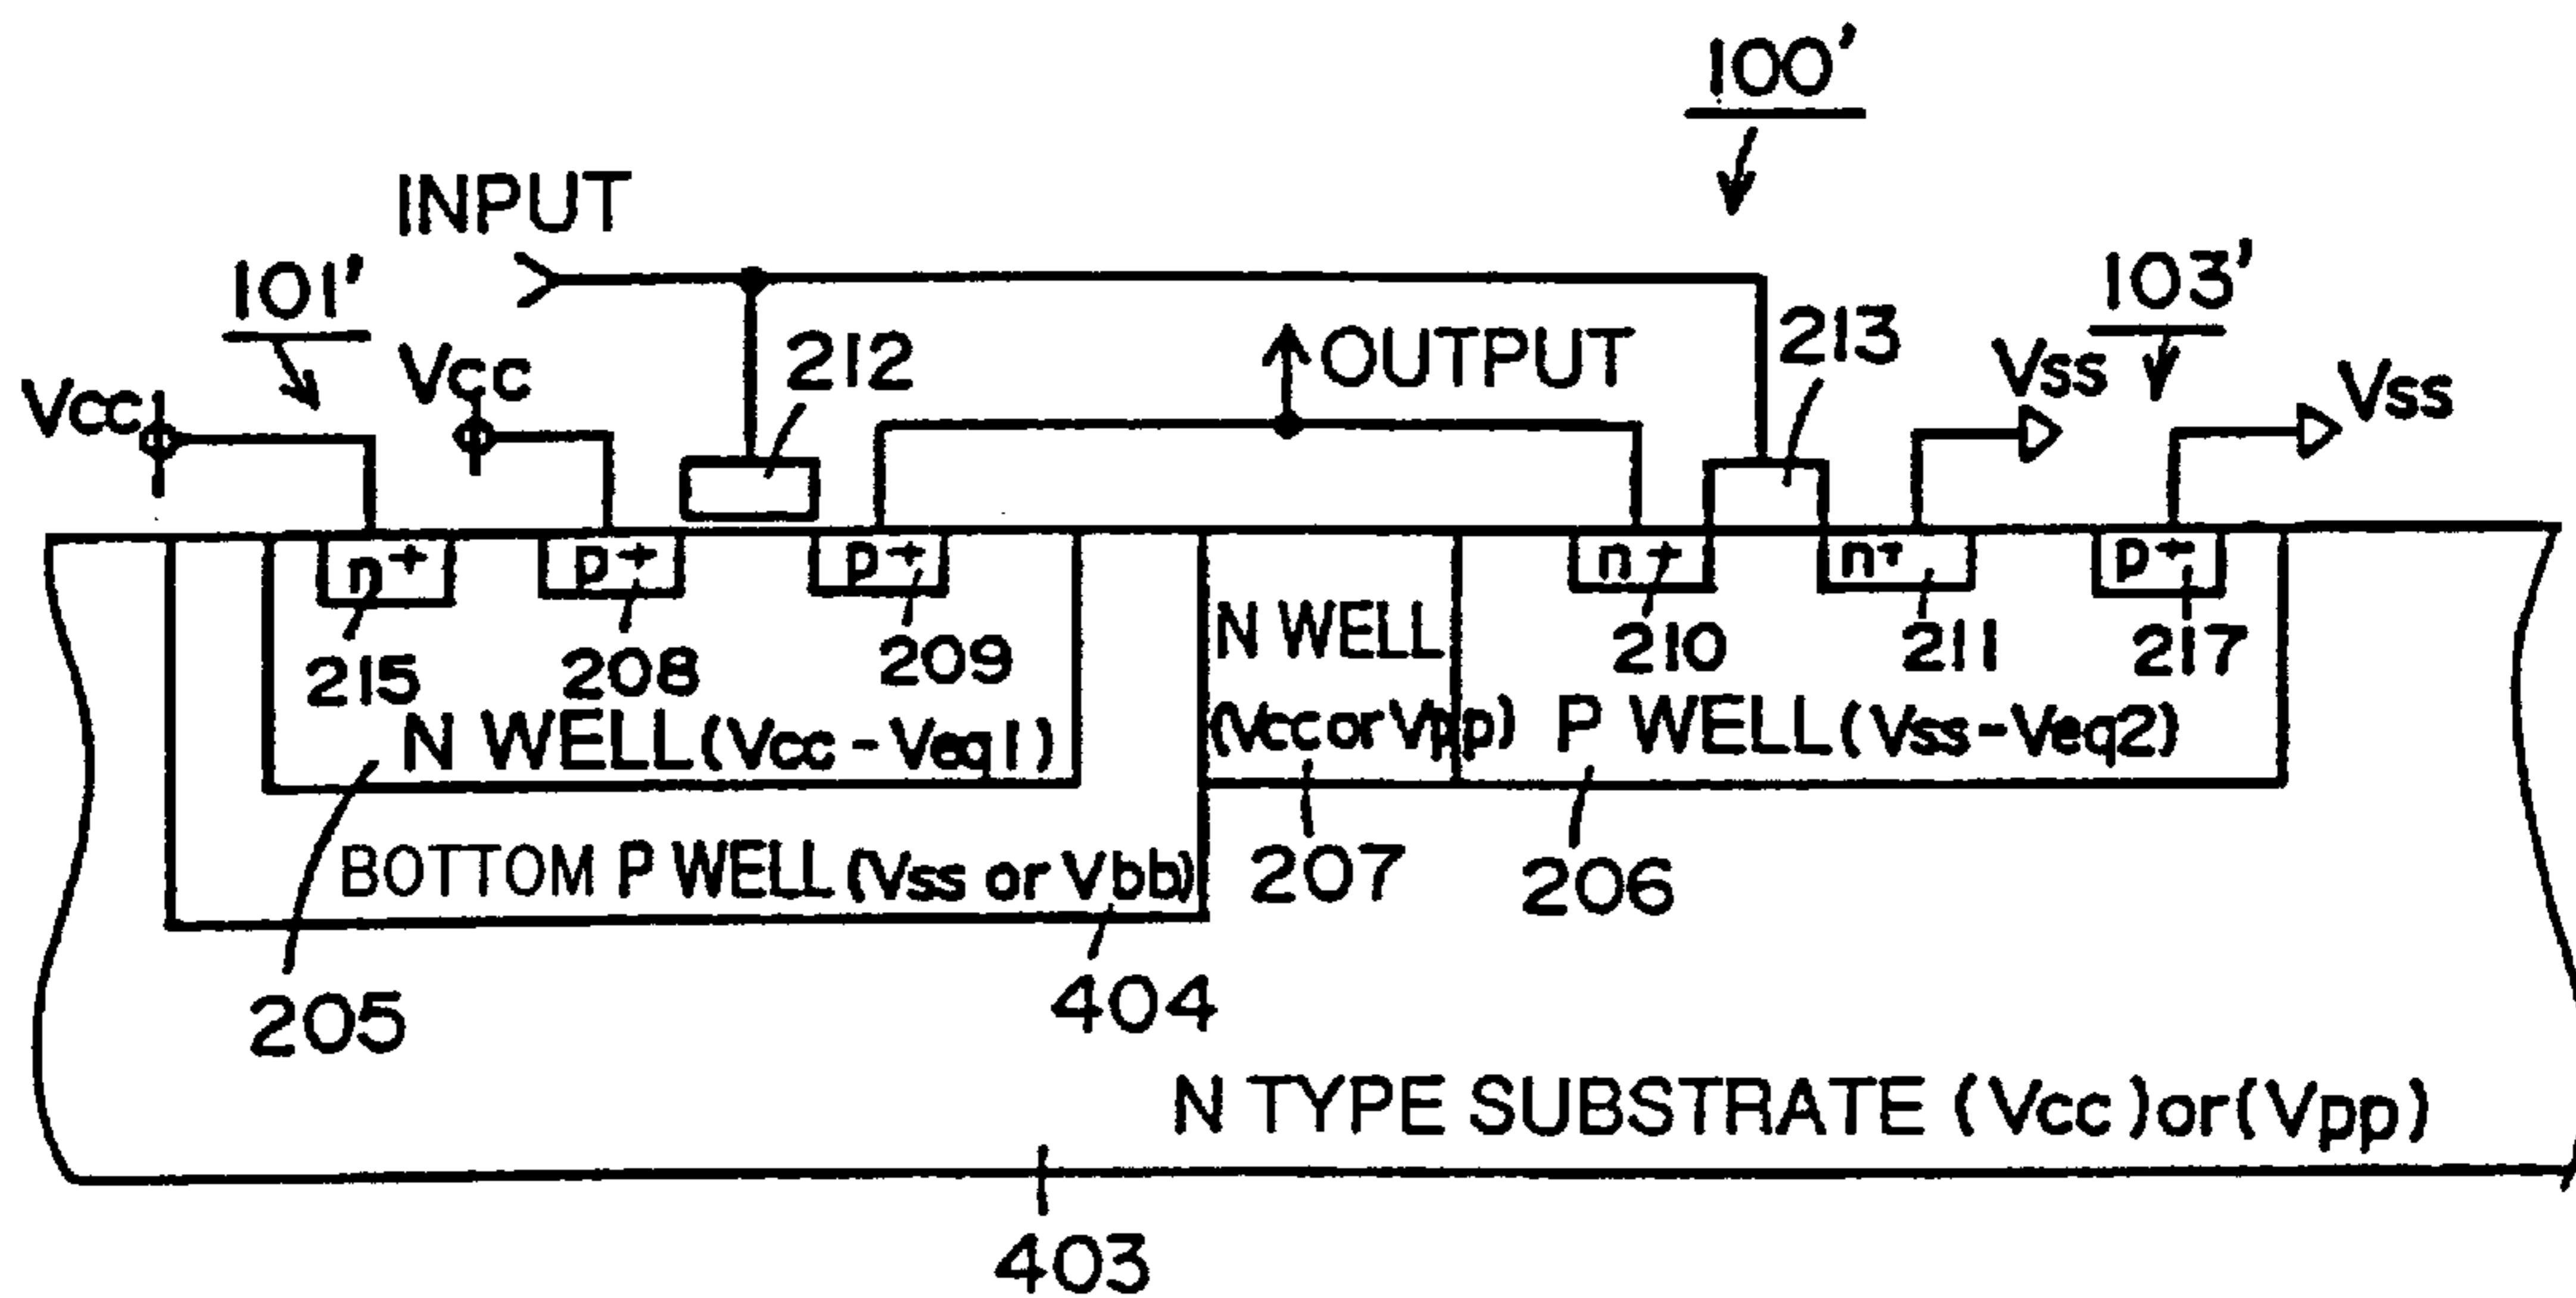 100'
INPUT
101'
103'
Vcc
Vcc
212
OUTPUT
213
Vss
Vss
n+
p+
p+
n+
n+
p+
215
208
209
N WELL
210
211
217
N WELL (Vcc - Veq1)
(Vcc or Vpp)
P WELL (Vss - Veq2)
BOTTOM P WELL (Vss or Vbb)
207
206
205
404
N TYPE SUBSTRATE (Vcc) or (Vpp)
403